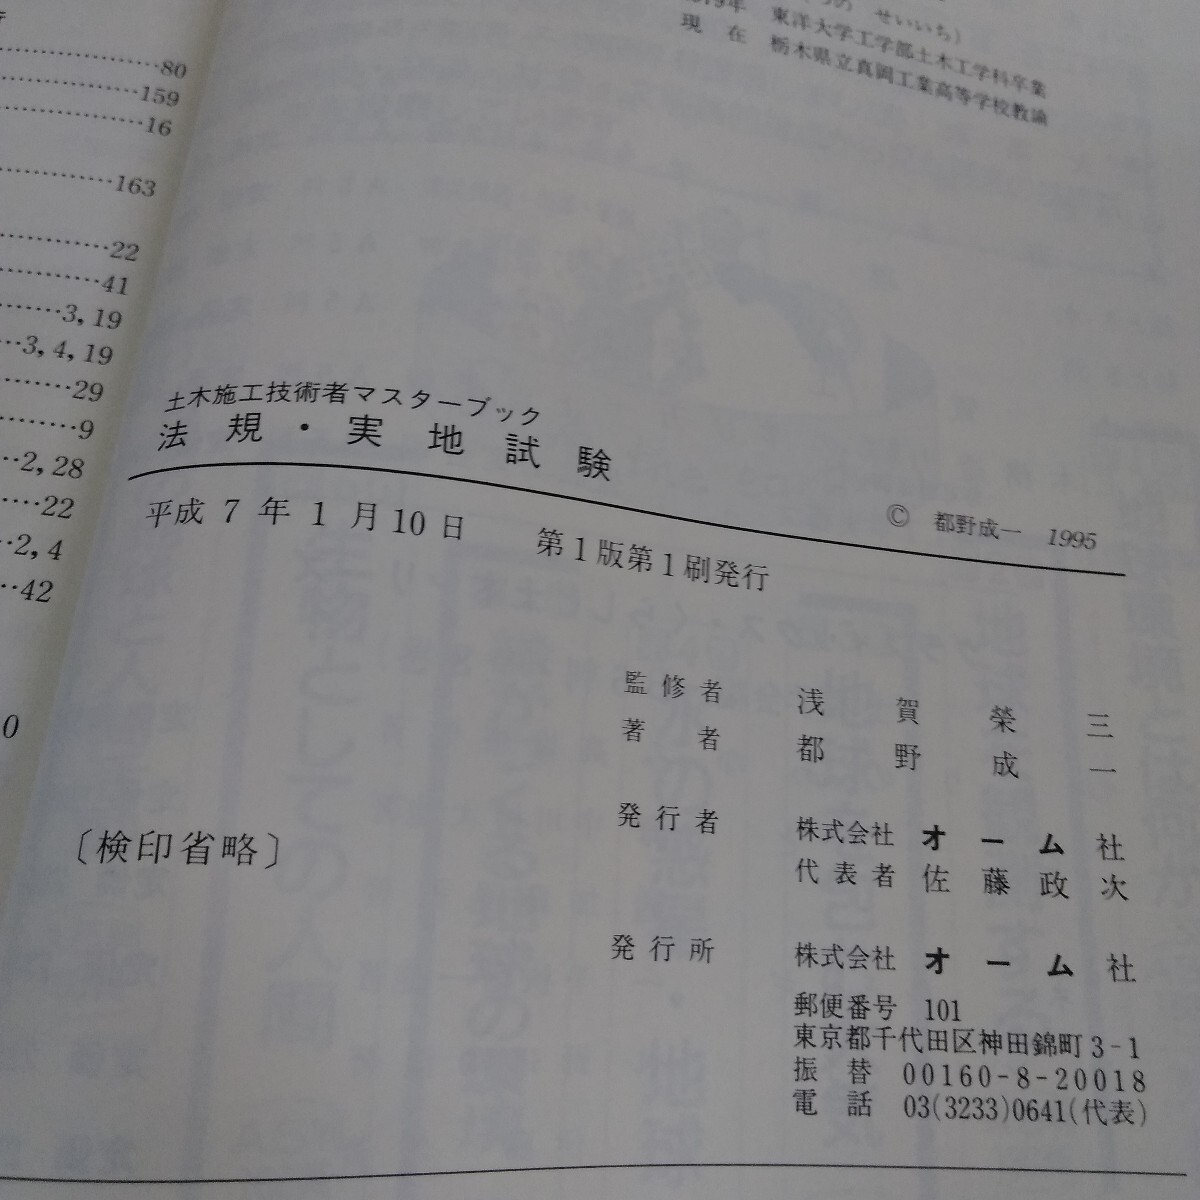 80
159
16
163
22
41
3, 19
3, 4, 19
29
9
2, 28
22
2, 4
42
0
せいいち）
東洋大学工学部土木工学科卒業
現在 栃木県立真岡工業高等学校教諭
土木施工技術者マスターブック
法規・実地試験
© 都野成一 1995
平成7年1月10日 第1版第1刷発行
監修者 浅賀榮三
著者 都野成一
発行者 株式会社 オーム社
代表者 佐藤政次
〔検印省略〕
発行所 株式会社 オーム社
郵便番号 101
東京都千代田区神田錦町3-1
振替 00160-8-20018
電話 03(3233)0641(代表)